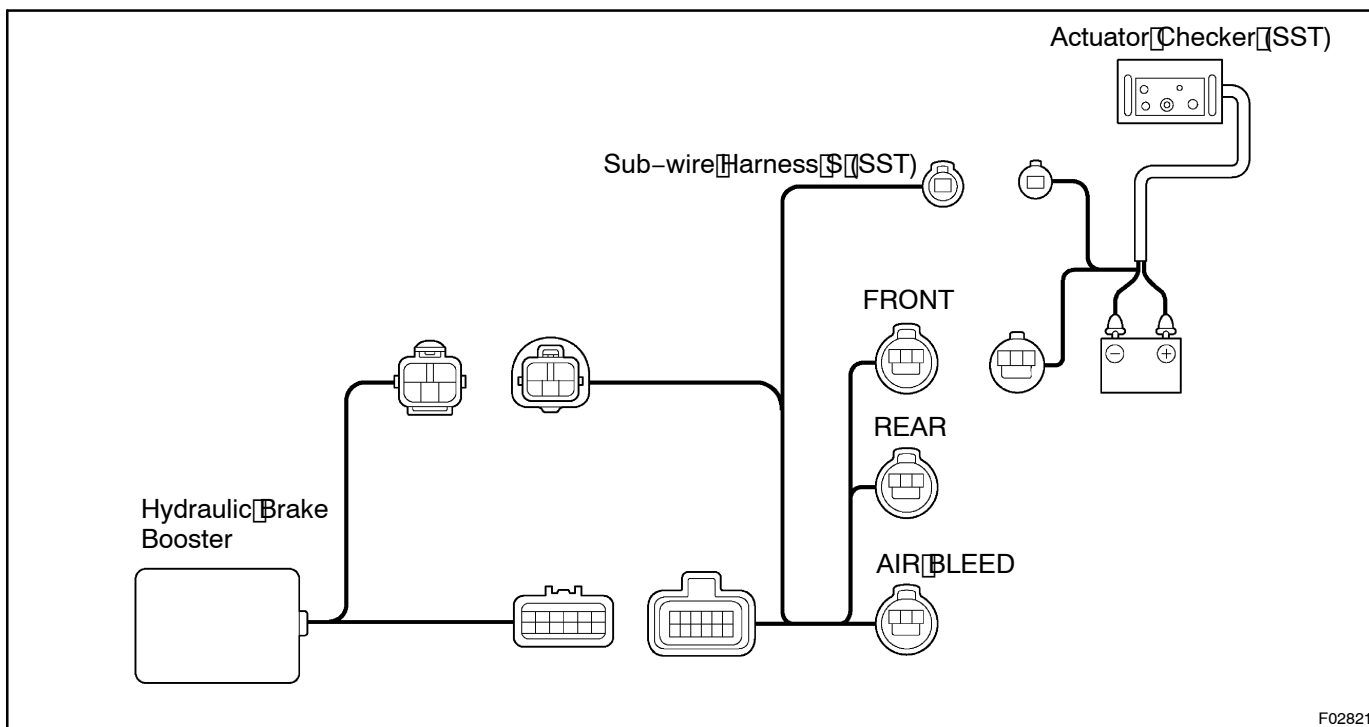 Actuator▯Checker▯(SST)
Sub−wire▯Harness▯S▯(SST)
FRONT
REAR
Hydraulic▯Brake
Booster
AIR▯BLEED
− +
F02821